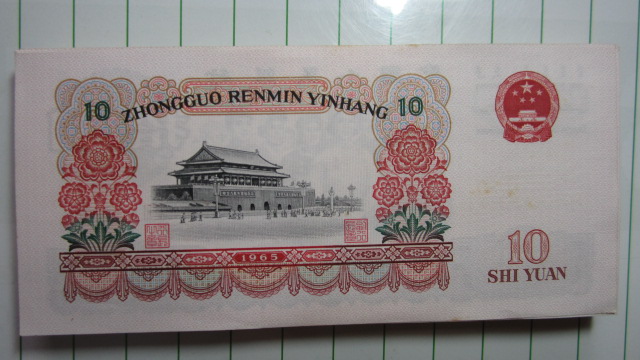 10 ZHONGGUO RENMIN YINHANG 10
1965
10
SHI YUAN